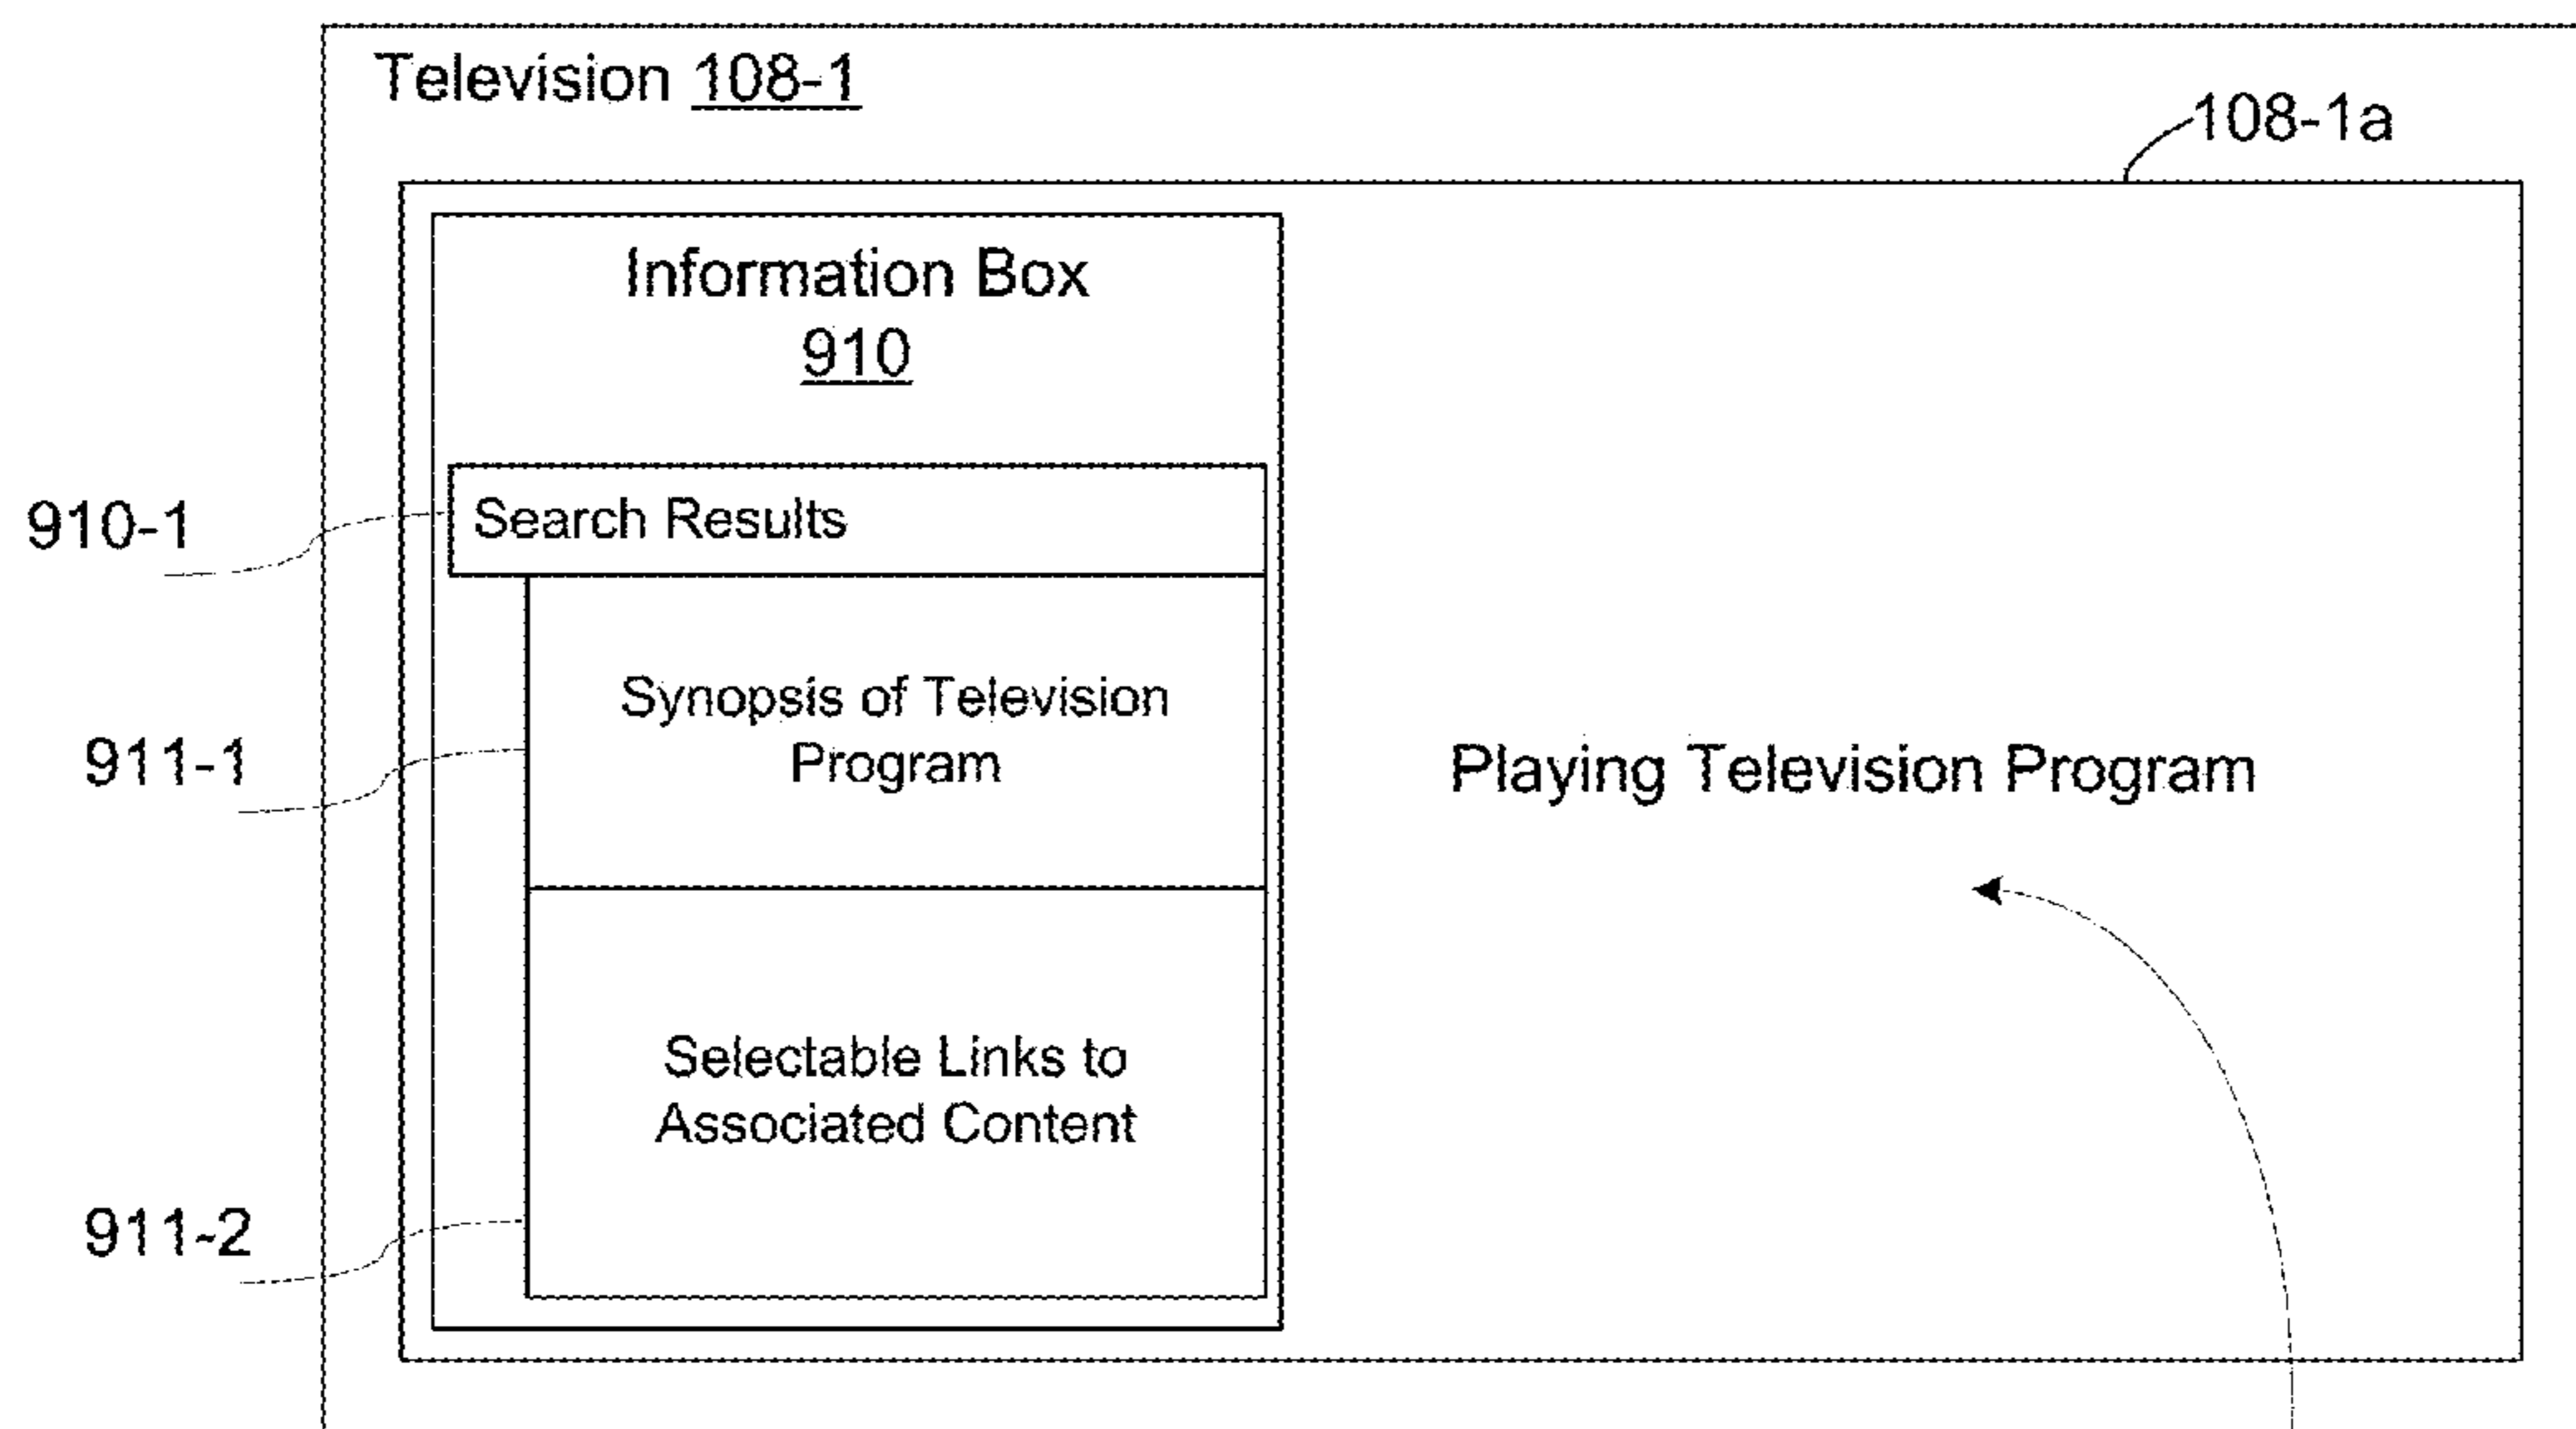 Television 108-1
108-1a
Information Box
910
910-1
Search Results
Synopsis of Television
Program
911-1
Playing Television Program
Selectable Links to
Associated Content
911-2